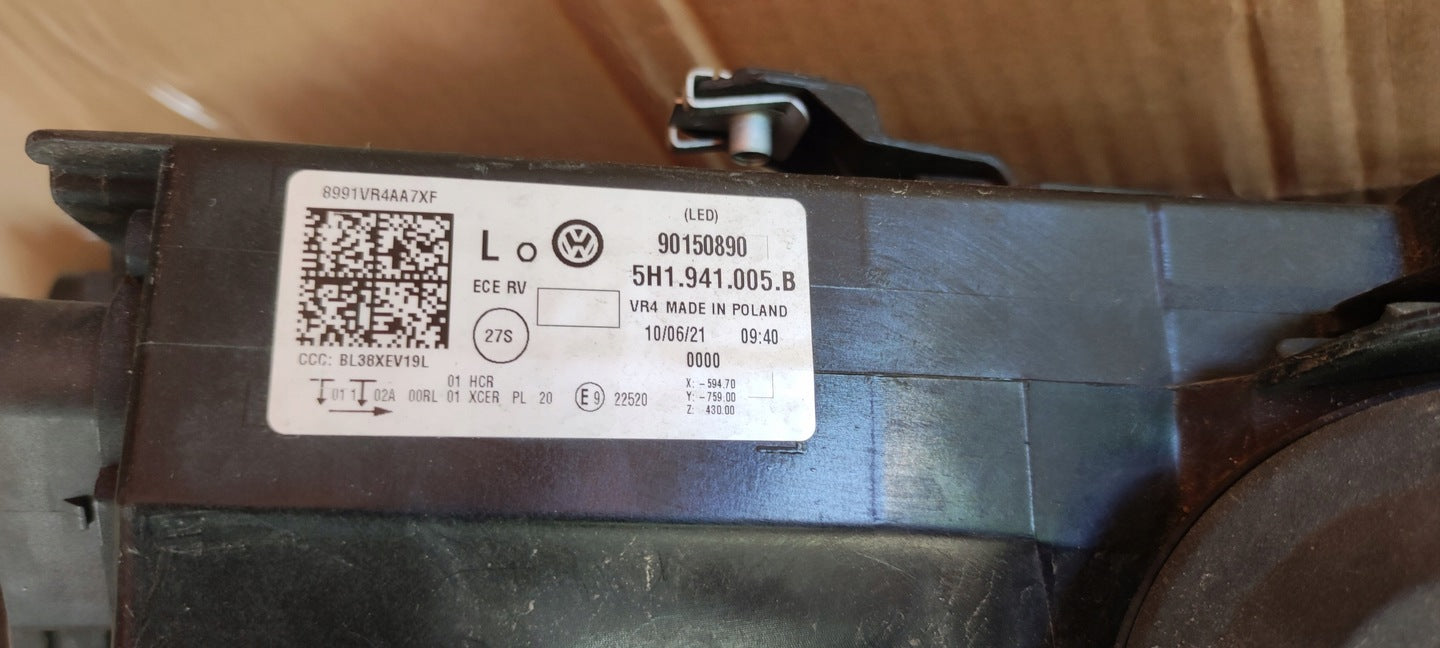 8991VR4AA7XF
(LED)
L O
90150890
5H1.941.005.B
ECE RV
VR4 MADE IN POLAND
27S
10/06/21 09:40
0000
CCC: BL38XEV19L
01 HCR
01 1 02A 00RL 01 XCER PL 20 E9 22520
X: -594.70
Y: -759.00
Z: 430.00